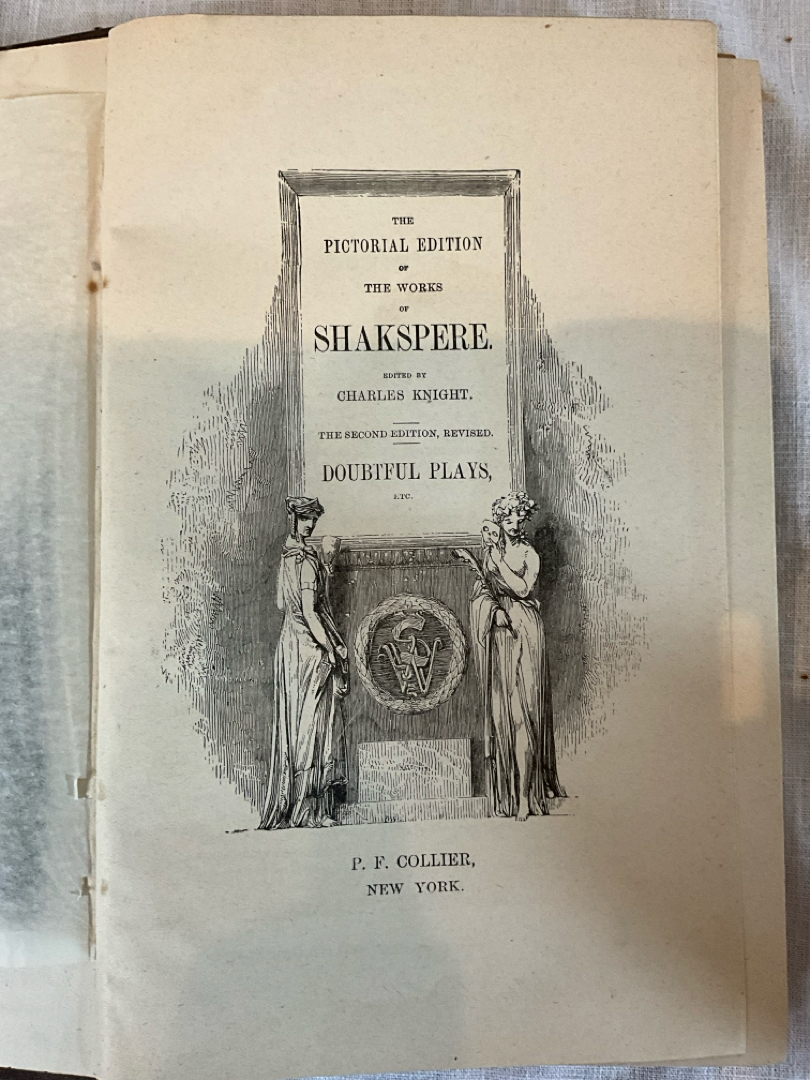 THE
PICTORIAL EDITION
OF
THE WORKS
OF
SHAKSPERE.
EDITED BY
CHARLES KNIGHT.
THE SECOND EDITION, REVISED.
DOUBTFUL PLAYS,
ETC.
P. F. COLLIER,
NEW YORK.